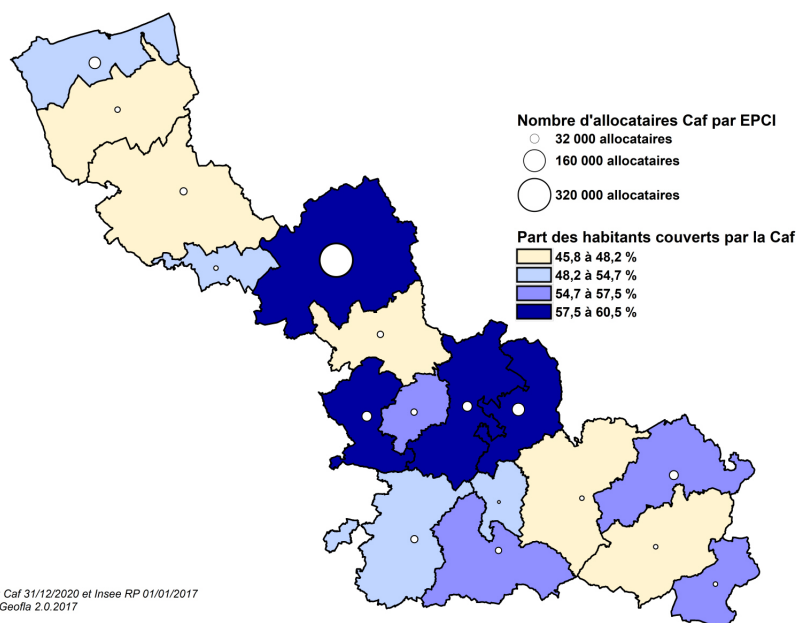 Nombre d'allocataires Caf par EPCI
32 000 allocataires
160 000 allocataires
320 000 allocataires
Part des habitants couverts par la Caf
45,8 à 48,2 %
48,2 à 54,7 %
54,7 à 57,5 %
57,5 à 60,5 %
Caf 31/12/2020 et Insee RP 01/01/2017
Geofla 2.0.2017